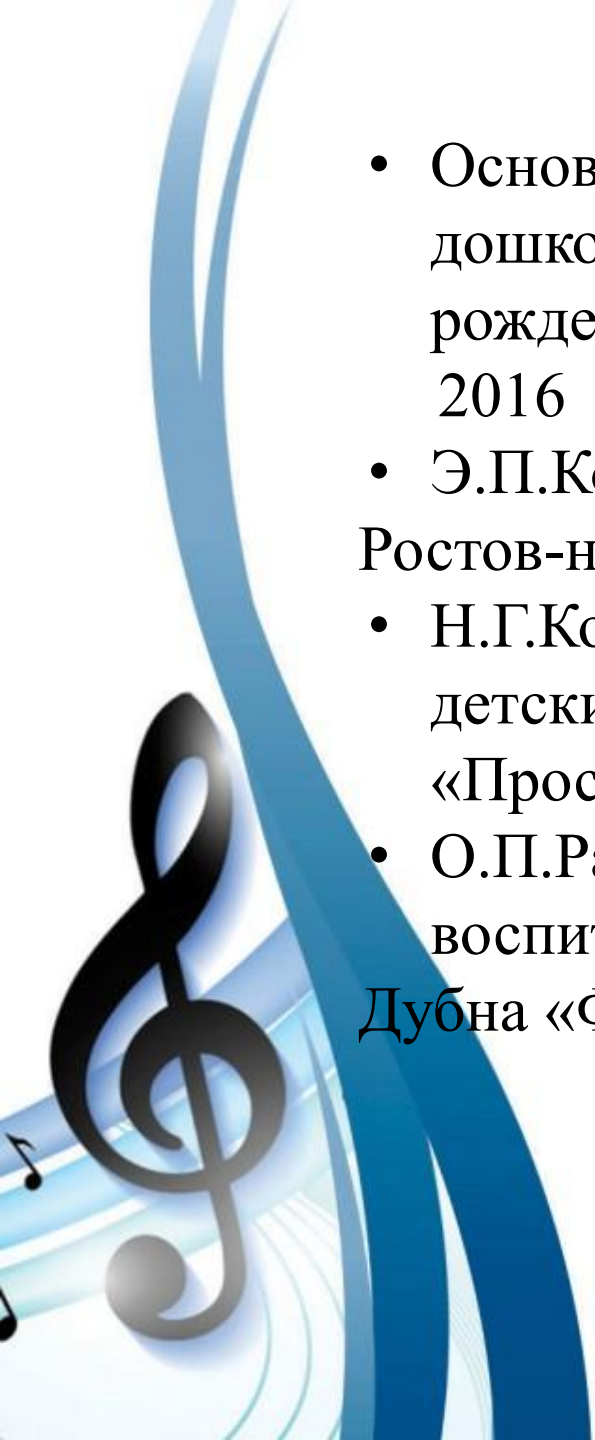 • Основ
дошко
рожде
2016
• Э.П.Ко
Ростов-н
• Н.Г.Ко
детски
«Прос
• О.П.Ра
воспит
Дубна «Ф